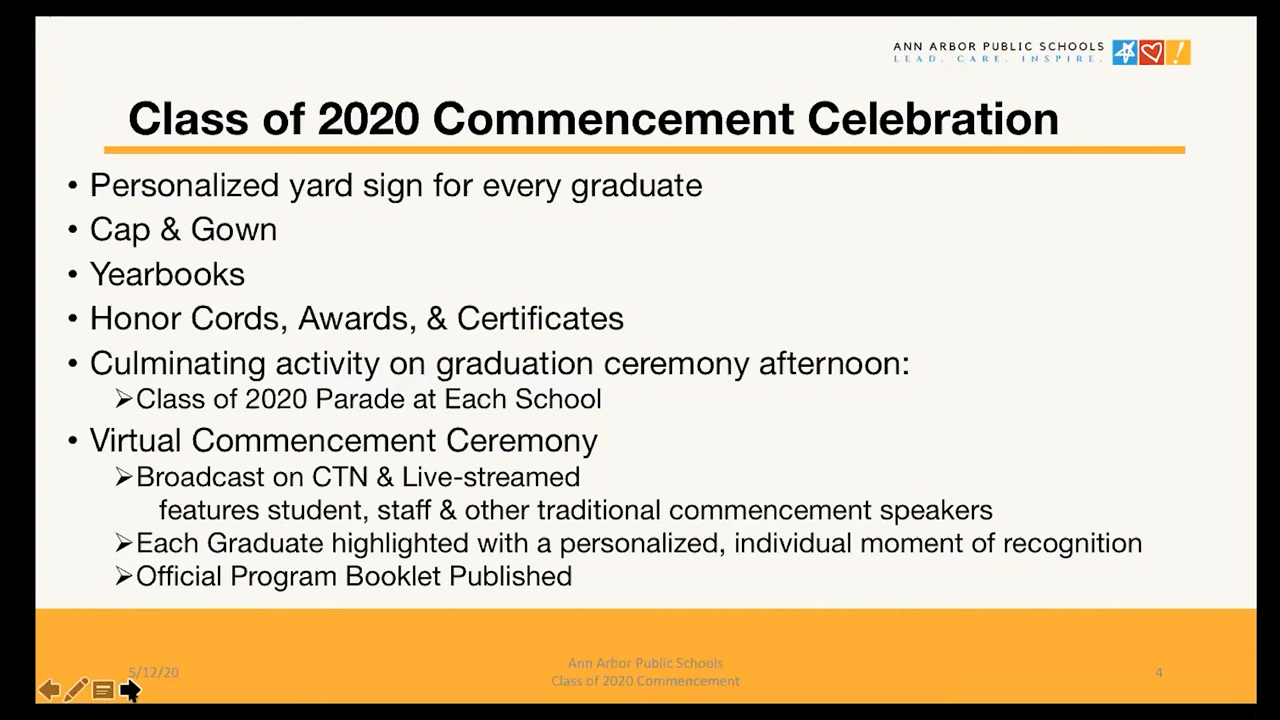 ANN ARBOR PUBLIC SCHOOLS
LEAD. CARE. INSPIRE.
Class of 2020 Commencement Celebration
• Personalized yard sign for every graduate
• Cap & Gown
• Yearbooks
• Honor Cords, Awards, & Certificates
• Culminating activity on graduation ceremony afternoon:
➢Class of 2020 Parade at Each School
• Virtual Commencement Ceremony
➢Broadcast on CTN & Live-streamed
features student, staff & other traditional commencement speakers
➢Each Graduate highlighted with a personalized, individual moment of recognition
➢Official Program Booklet Published
5/12/20
Ann Arbor Public Schools
Class of 2020 Commencement
4